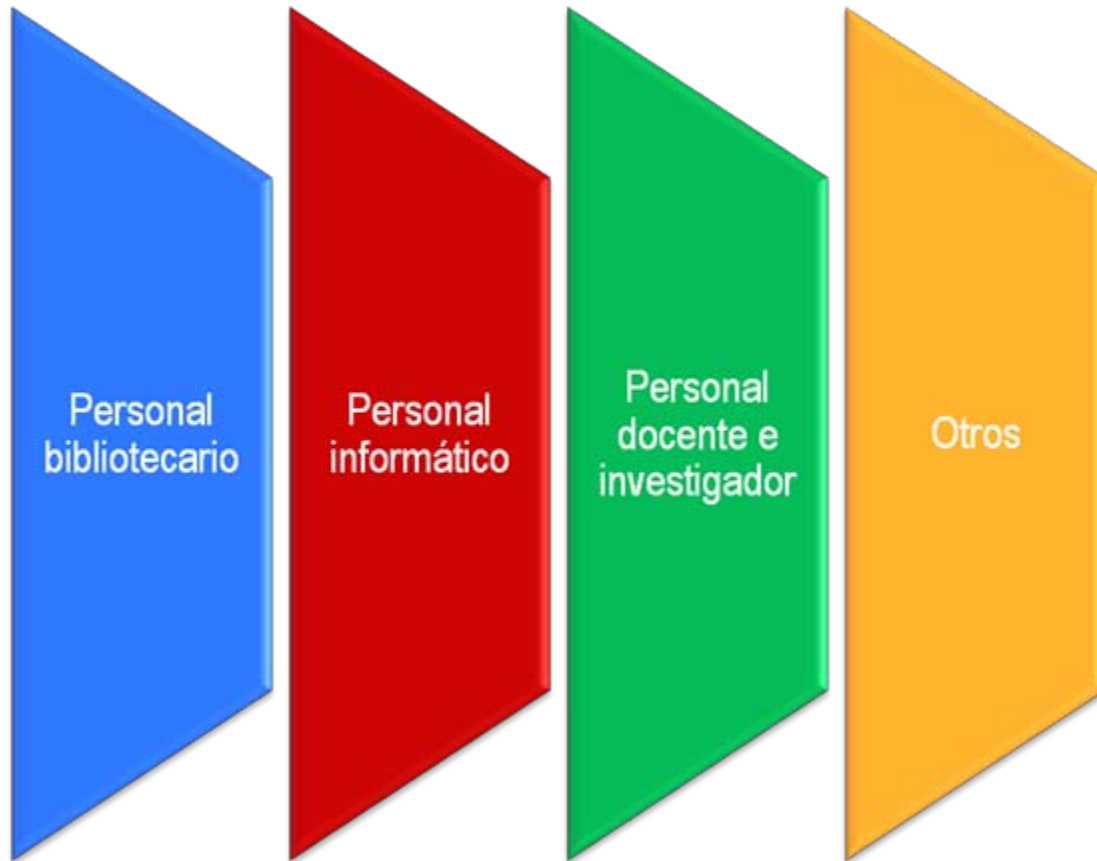 Personal
bibliotecario
Personal
informático
Personal
docente e
investigador
Otros